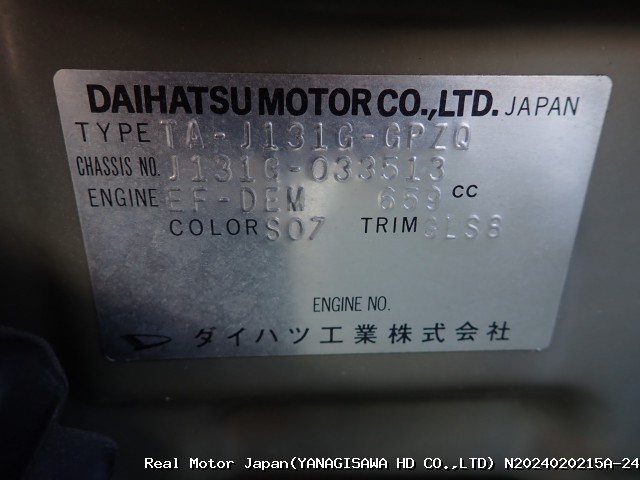 DAIHATSU MOTOR CO.,LTD. JAPAN
TYPE TA-J131G-GPZQ
CHASSIS NO. J131G-033513
ENGINE EF-DEM 659 CC
COLOR S07 TRIM GLS8
ENGINE NO.
ダイハツ工業株式会社
Real Motor Japan(YANAGISAWA HD CO.,LTD) N2024020215A-24